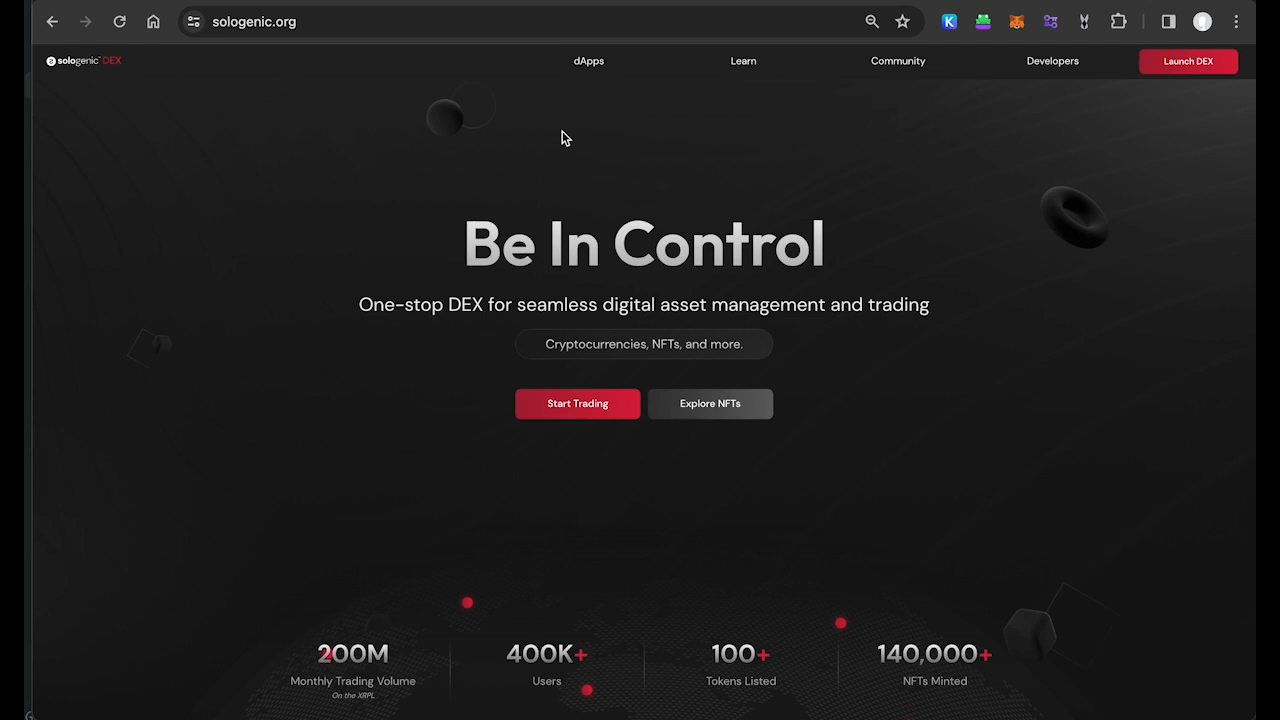 sologenic.org
sologenic DEX
dApps
Learn
Community
Developers
Launch DEX
Be In Control
One-stop DEX for seamless digital asset management and trading
Cryptocurrencies, NFTs, and more.
Start Trading
Explore NFTs
200M
Monthly Trading Volume
On the XRPL
400K+
Users
100+
Tokens Listed
140,000+
NFTs Minted